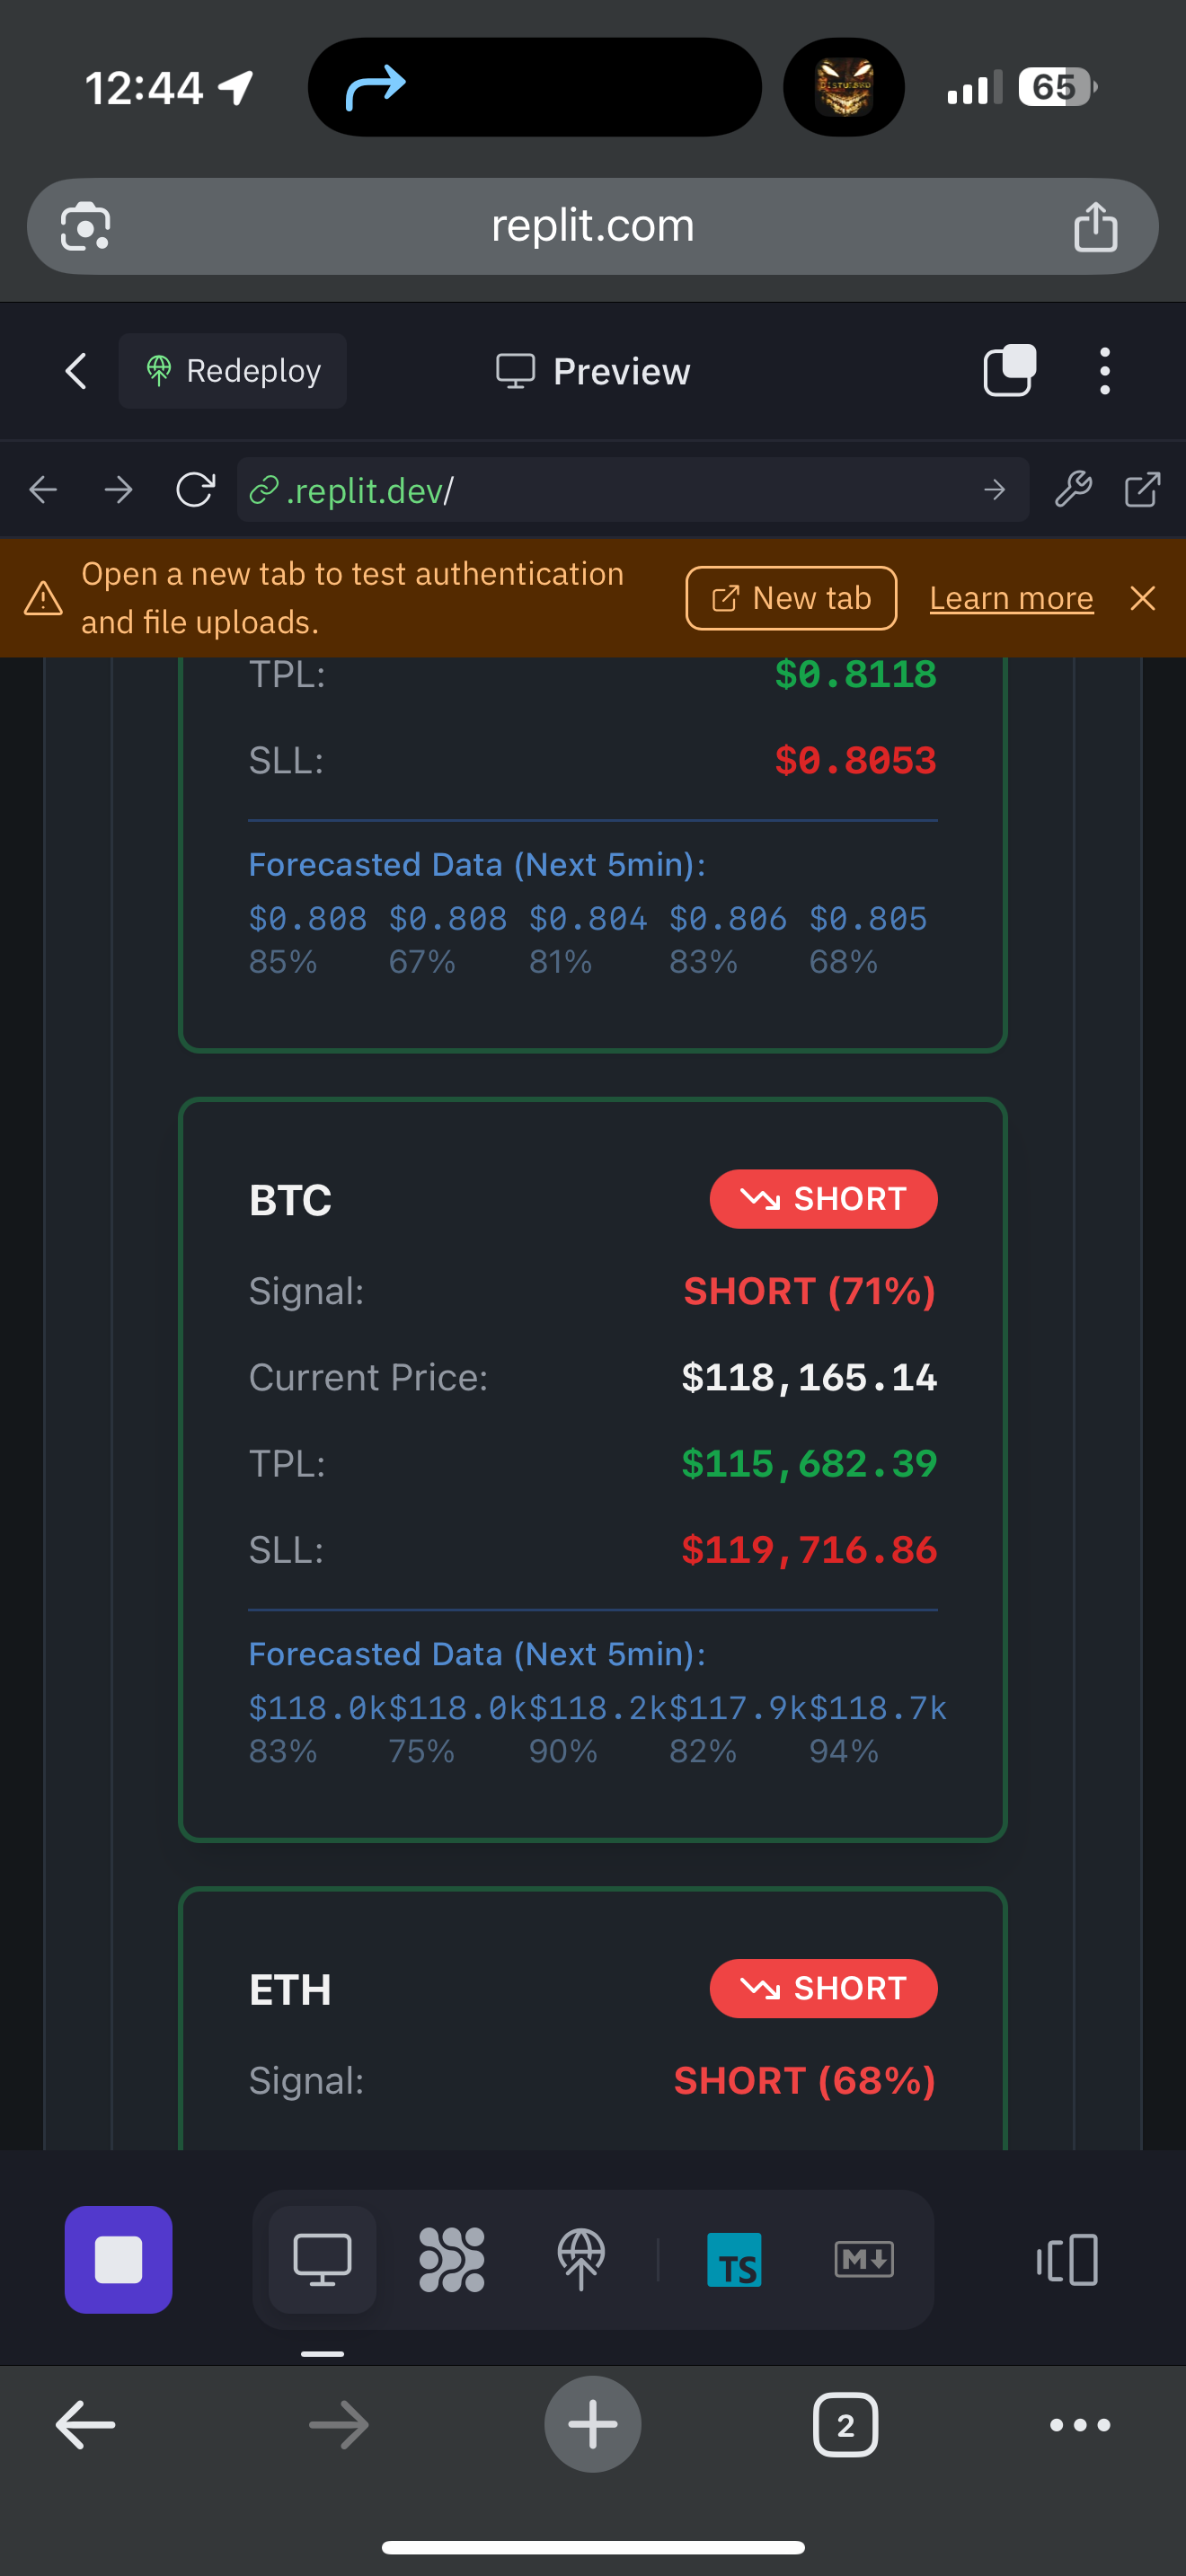 12:44
65
replit.com
Redeploy
Preview
.replit.dev/
Open a new tab to test authentication
and file uploads.
New tab
Learn more
TPL: $0.8118
SLL: $0.8053
Forecasted Data (Next 5min):
$0.808 $0.808 $0.804 $0.806 $0.805
85% 67% 81% 83% 68%
BTC SHORT
Signal: SHORT (71%)
Current Price: $118,165.14
TPL: $115,682.39
SLL: $119,716.86
Forecasted Data (Next 5min):
$118.0k $118.0k $118.2k $117.9k $118.7k
83% 75% 90% 82% 94%
ETH SHORT
Signal: SHORT (68%)
TS M
2